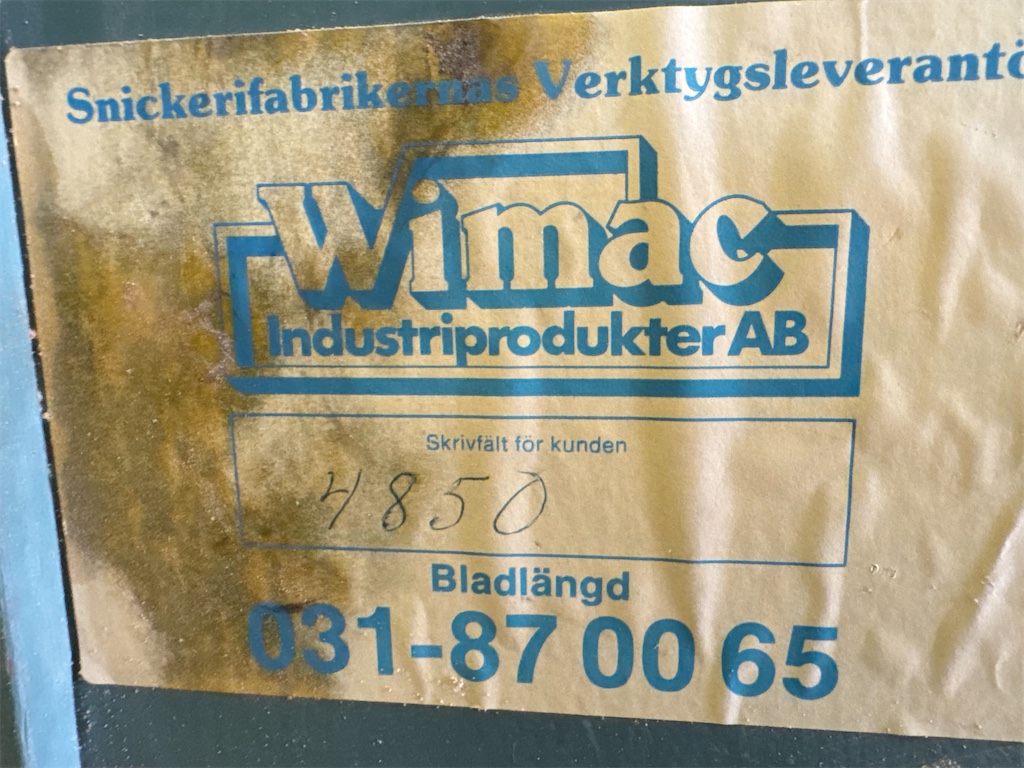 Snickerifabrikernas Verktygsleverantö
Wimac
Industriprodukter AB
Skrivfält för kunden
4850
Bladlängd
031-87 00 65